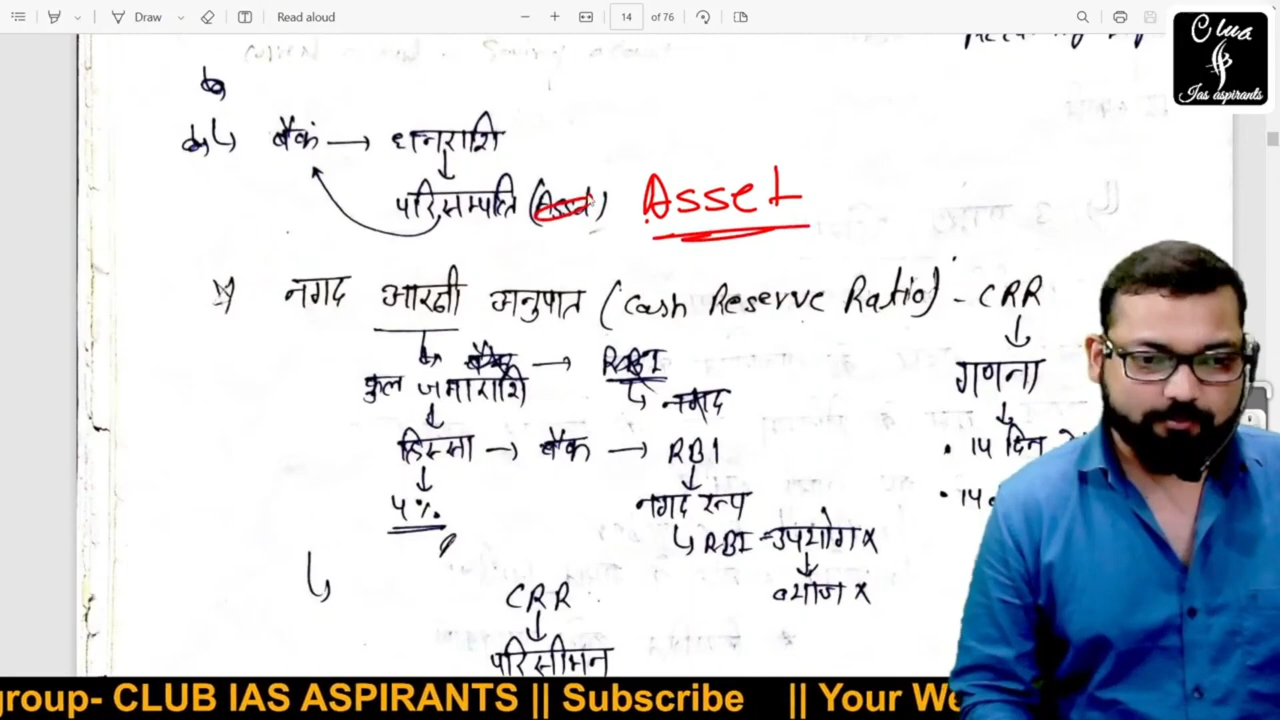 Draw
Read aloud
14 of 76
Club
Ias aspirants
बैंक → धनराशि
↓
परिसम्पत्ति (Asset) Asset
नगद आरक्षी अनुपात (Cash Reserve Ratio) - CRR
↓
बैंक → RBI
गणना
कुल जमाराशि
↳ नगद
↓
हिस्सा → बैंक → RBI
• 14 दिन
↓
4%
नगद रूप
• 14
↳ RBI = उपयोग x
↓
ब्याज x
CRR
↓
परिसीमन
group- CLUB IAS ASPIRANTS || Subscribe || Your We